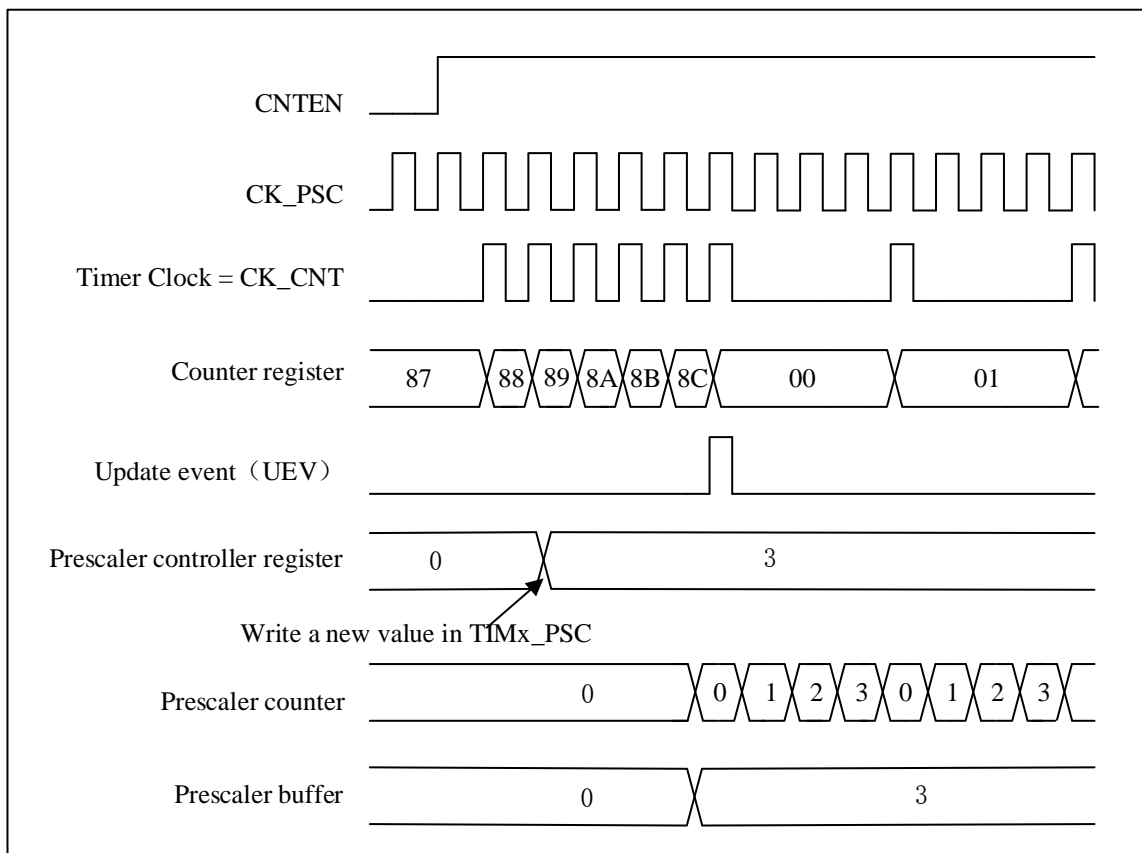 CNTEN
CK_PSC
Timer Clock = CK_CNT
Counter register
87 88 89 8A 8B 8C 00 01
Update event（UEV）
Prescaler controller register
0 3
Write a new value in TIMx_PSC
Prescaler counter
0 0 1 2 3 0 1 2 3
Prescaler buffer
0 3